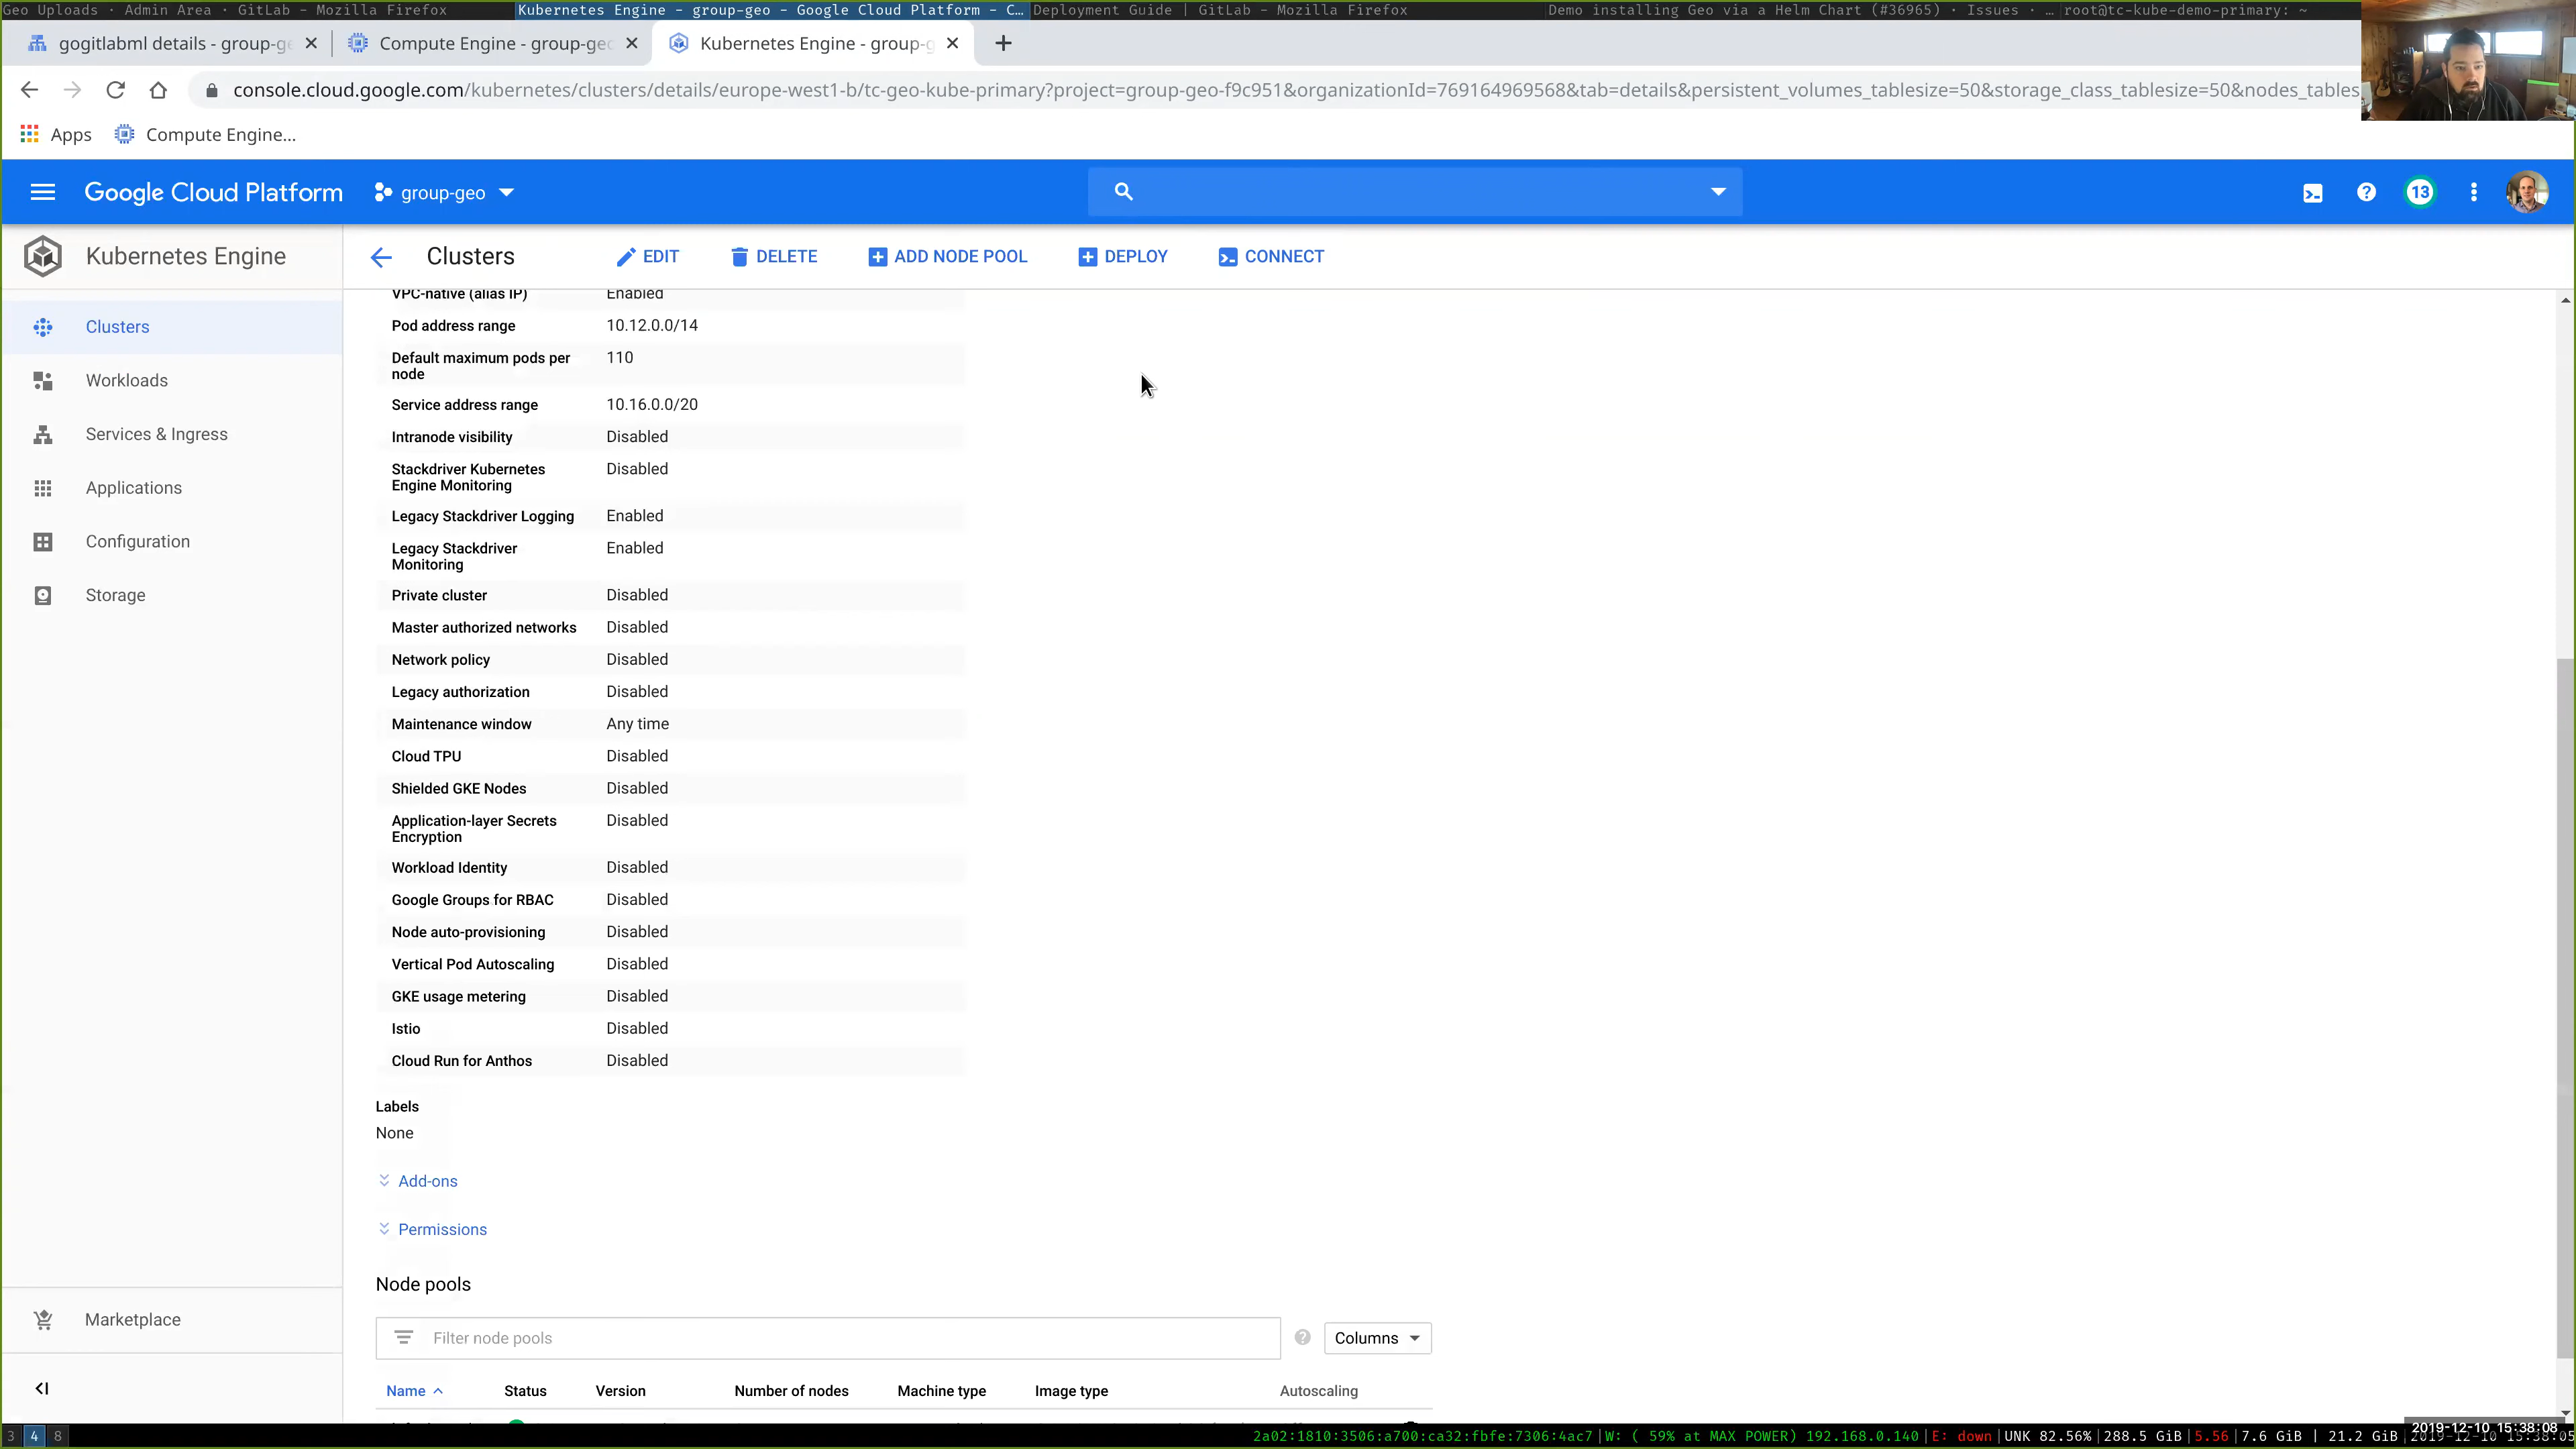 Geo Uploads · Admin Area · GitLab - Mozilla Firefox
Kubernetes Engine - group-geo - Google Cloud Platform - C…
Deployment Guide | GitLab - Mozilla Firefox
Demo installing Geo via a Helm Chart (#36965) · Issues · …
root@tc-kube-demo-primary: ~
gogitlabml details - group-ge
Compute Engine - group-geo
Kubernetes Engine - group-g
console.cloud.google.com/kubernetes/clusters/details/europe-west1-b/tc-geo-kube-primary?project=group-geo-f9c951&organizationId=769164969568&tab=details&persistent_volumes_tablesize=50&storage_class_tablesize=50&nodes_tables
Apps
Compute Engine...
Google Cloud Platform
group-geo
13
Kubernetes Engine
Clusters
EDIT
DELETE
ADD NODE POOL
DEPLOY
CONNECT
Clusters
Workloads
Services & Ingress
Applications
Configuration
Storage
Marketplace
VPC-native (alias IP) Enabled
Pod address range 10.12.0.0/14
Default maximum pods per 110
node
Service address range 10.16.0.0/20
Intranode visibility Disabled
Stackdriver Kubernetes Disabled
Engine Monitoring
Legacy Stackdriver Logging Enabled
Legacy Stackdriver Enabled
Monitoring
Private cluster Disabled
Master authorized networks Disabled
Network policy Disabled
Legacy authorization Disabled
Maintenance window Any time
Cloud TPU Disabled
Shielded GKE Nodes Disabled
Application-layer Secrets Disabled
Encryption
Workload Identity Disabled
Google Groups for RBAC Disabled
Node auto-provisioning Disabled
Vertical Pod Autoscaling Disabled
GKE usage metering Disabled
Istio Disabled
Cloud Run for Anthos Disabled
Labels
None
Add-ons
Permissions
Node pools
Filter node pools
Columns
Name Status Version Number of nodes Machine type Image type Autoscaling
2019-12-10 15:38:08
3 4 8
2a02:1810:3506:a700:ca32:fbfe:7306:4ac7|W: ( 59% at MAX POWER) 192.168.0.140|E: down|UNK 82.56%|288.5 GiB|5.56|7.6 GiB | 21.2 GiB